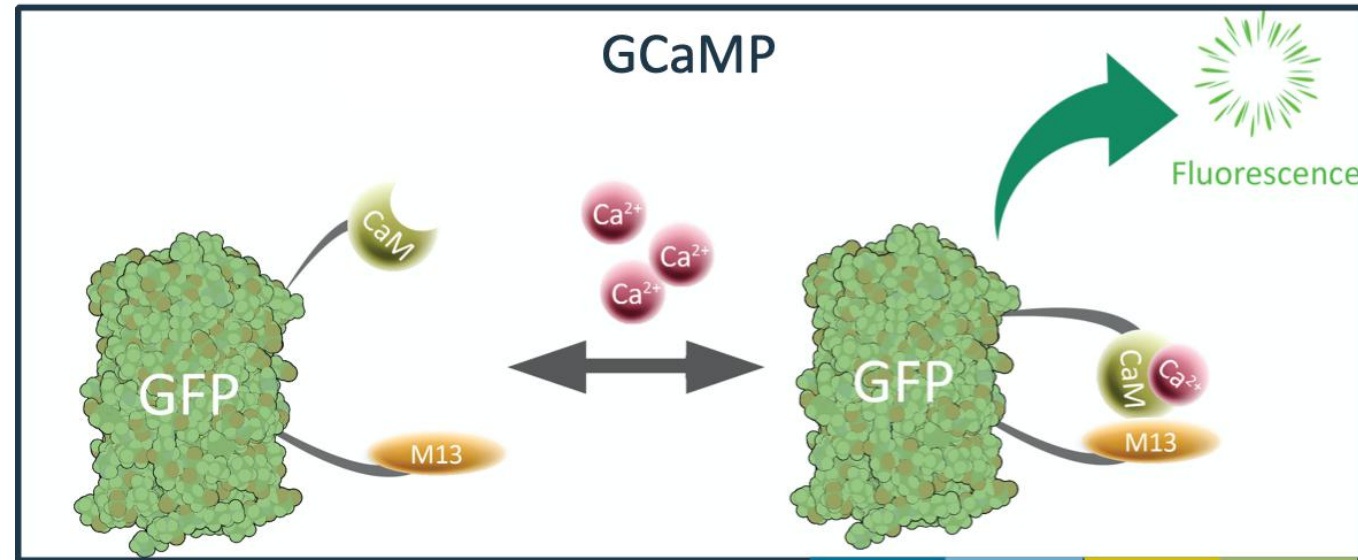 GCaMP
Fluorescence
CaM
Ca²⁺
Ca²⁺
Ca²⁺
GFP
M13
GFP
CaM
Ca²⁺
M13